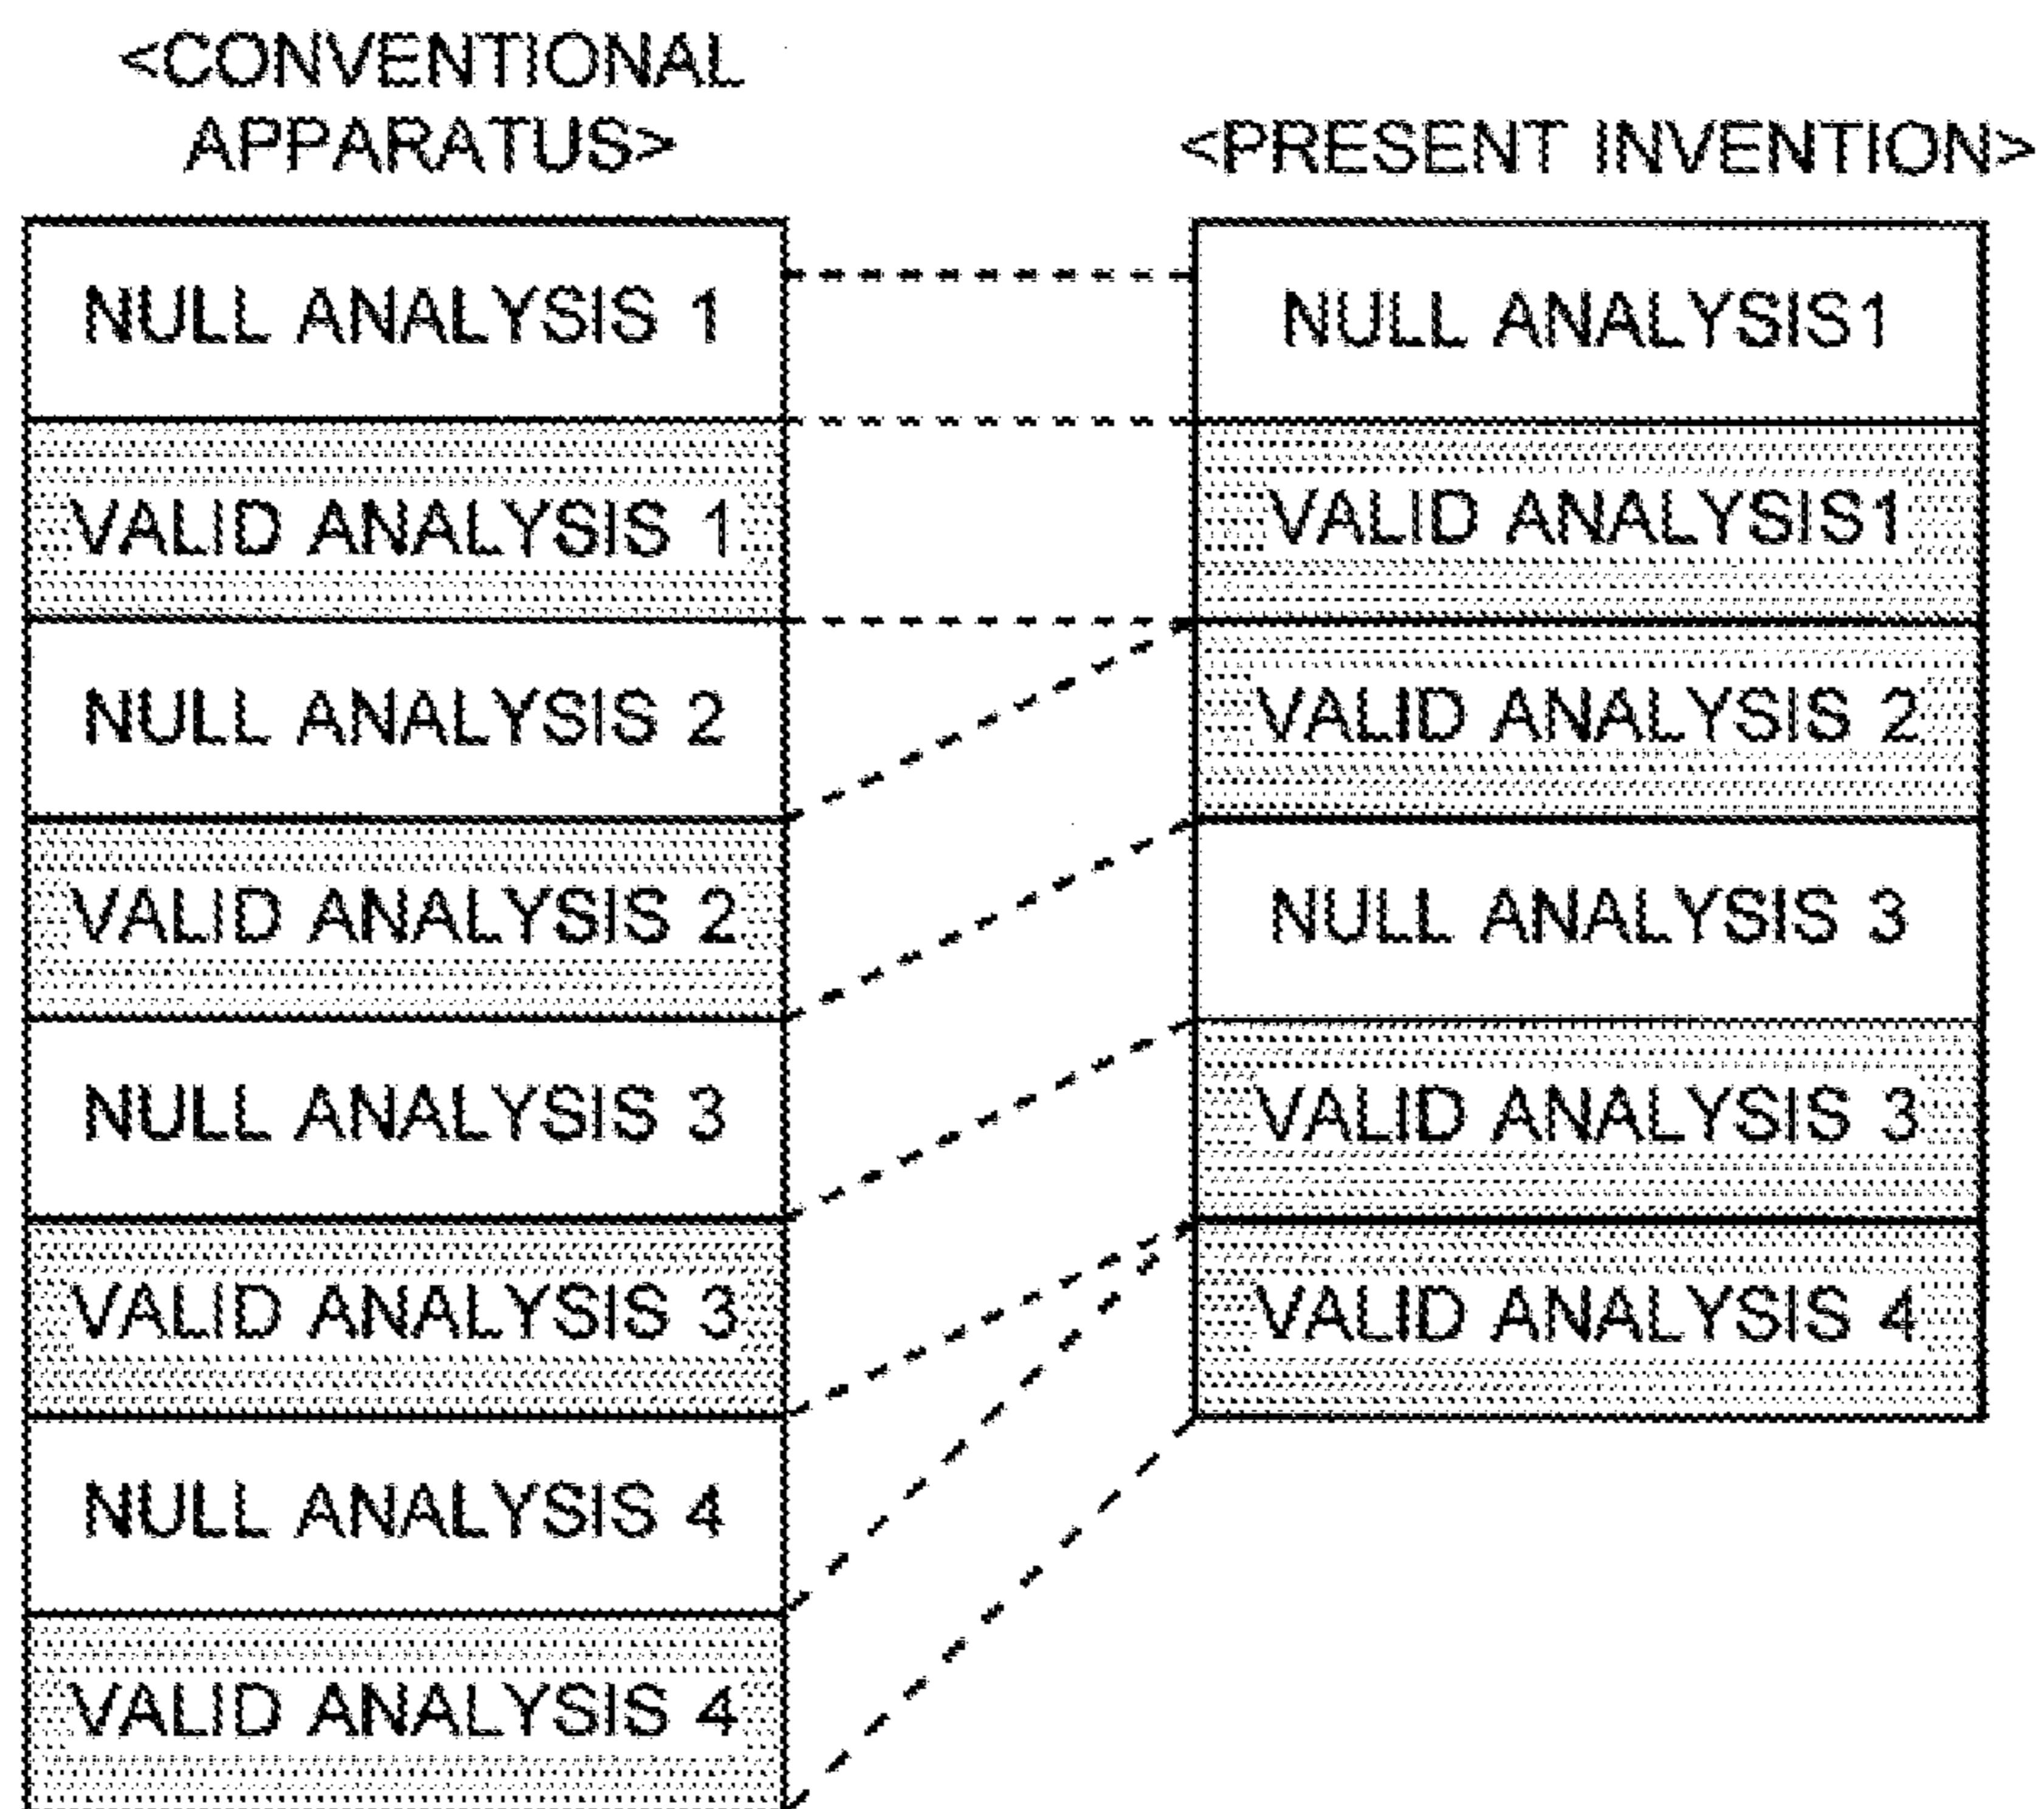 <CONVENTIONAL
APPARATUS>
NULL ANALYSIS 1
VALID ANALYSIS 1
NULL ANALYSIS 2
VALID ANALYSIS 2
NULL ANALYSIS 3
VALID ANALYSIS 3
NULL ANALYSIS 4
VALID ANALYSIS 4
<PRESENT INVENTION>
NULL ANALYSIS1
VALID ANALYSIS1
VALID ANALYSIS 2
NULL ANALYSIS 3
VALID ANALYSIS 3
VALID ANALYSIS 4